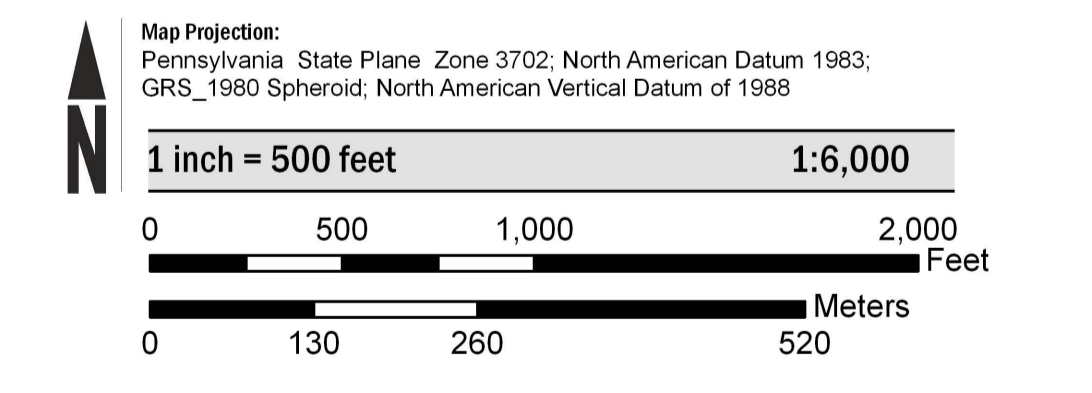 N
Map Projection:
Pennsylvania State Plane Zone 3702; North American Datum 1983;
GRS_1980 Spheroid; North American Vertical Datum of 1988
1 inch = 500 feet 1:6,000
0 500 1,000 2,000
Feet
Meters
0 130 260 520